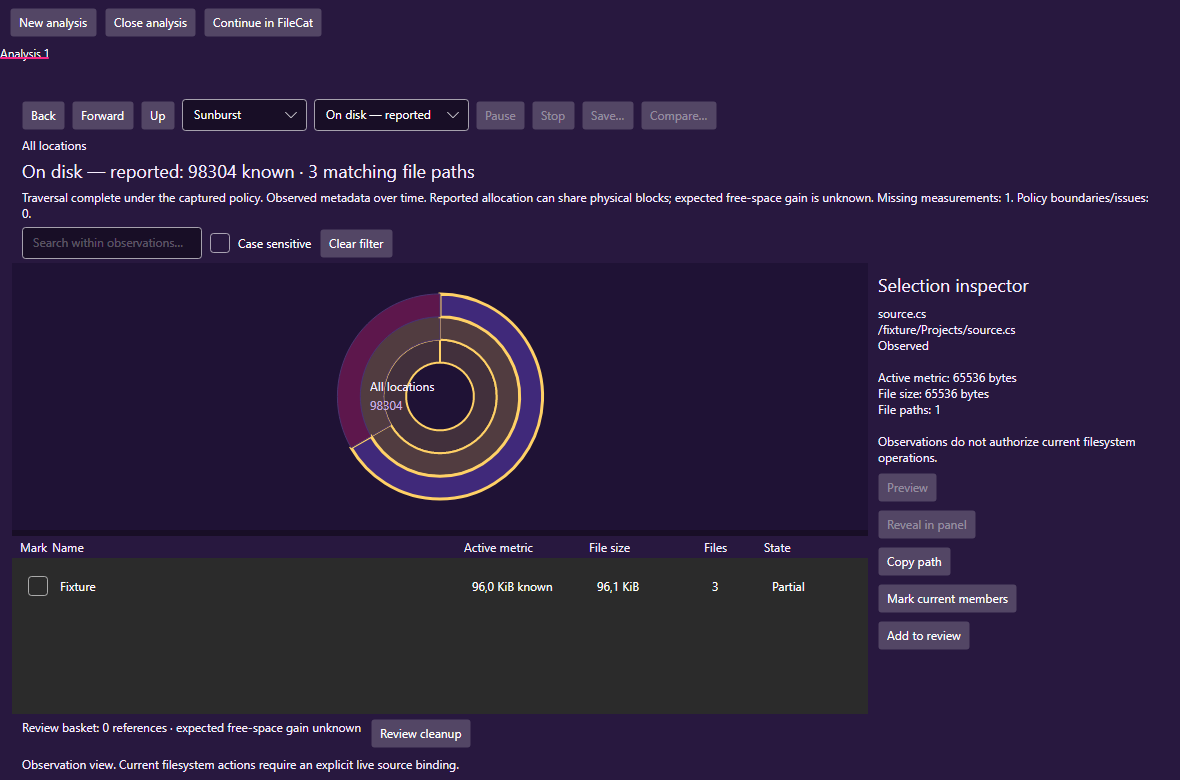 New analysis Close analysis Continue in FileCat
Analysis 1
Back Forward Up Sunburst On disk — reported Pause Stop Save... Compare...
All locations
On disk — reported: 98304 known · 3 matching file paths
Traversal complete under the captured policy. Observed metadata over time. Reported allocation can share physical blocks; expected free-space gain is unknown. Missing measurements: 1. Policy boundaries/issues:
0.
Search within observations... Case sensitive Clear filter
All locations
98304
Selection inspector
source.cs
/fixture/Projects/source.cs
Observed
Active metric: 65536 bytes
File size: 65536 bytes
File paths: 1
Observations do not authorize current filesystem
operations.
Preview
Reveal in panel
Copy path
Mark current members
Add to review
Mark Name Active metric File size Files State
Fixture 96,0 KiB known 96,1 KiB 3 Partial
Review basket: 0 references · expected free-space gain unknown Review cleanup
Observation view. Current filesystem actions require an explicit live source binding.